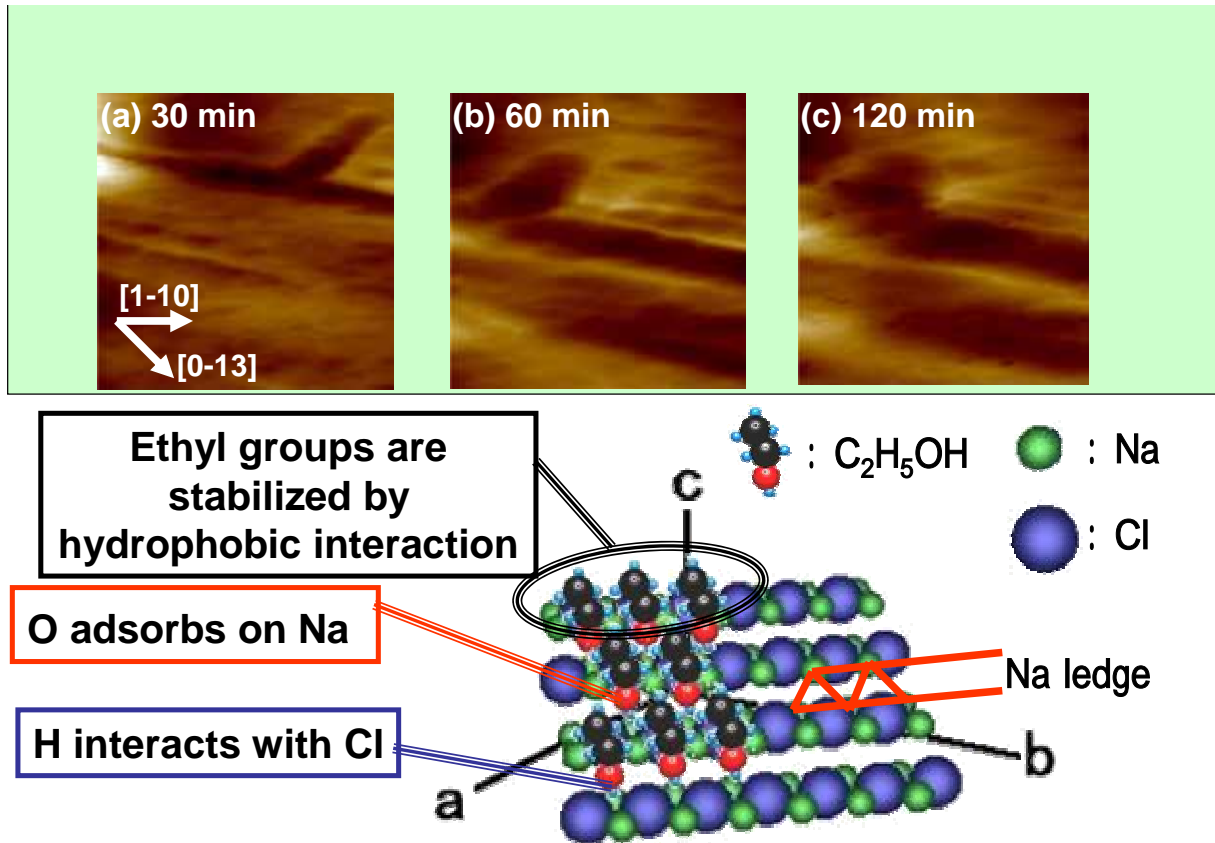 (a) 30 min
(b) 60 min
(c) 120 min
[1-10]
[0-13]
Ethyl groups are
stabilized by
hydrophobic interaction
O adsorbs on Na
H interacts with Cl
: C₂H₅OH
: Na
: Cl
c
Na ledge
b
a